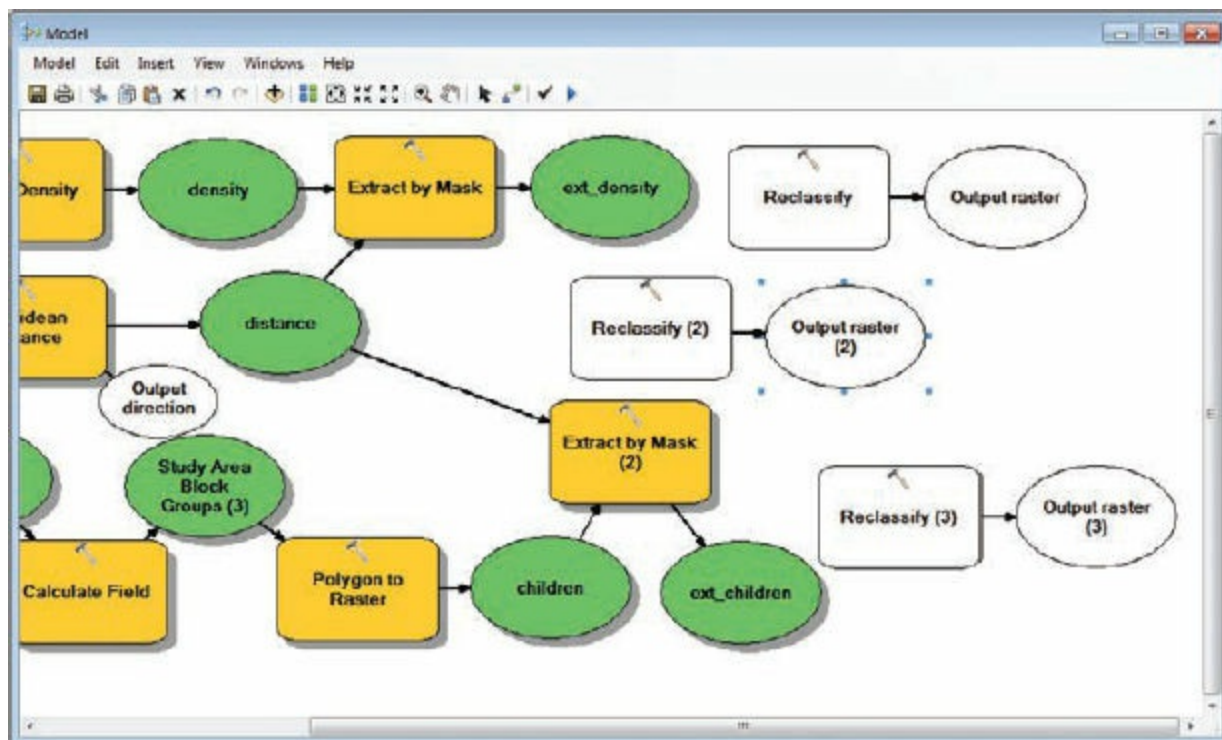 Model
Model Edit Insert View Windows Help
Density
density
Extract by Mask
ext_density
Reclassify
Output raster
idean
ance
distance
Reclassify (2)
Output raster
(2)
Output
direction
Extract by Mask
(2)
Study Area
Block
Groups (3)
Reclassify (3)
Output raster
(3)
Calculate Field
Polygon to
Raster
children
ext_children